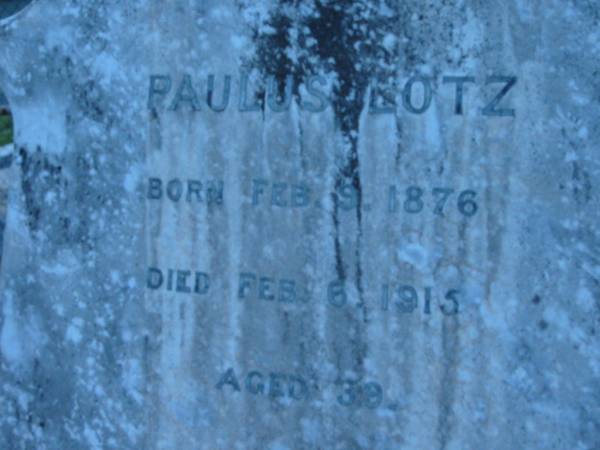 PAULUS LOTZ
BORN FEB. 9. 1876
DIED FEB. 6. 1915
AGED 39.